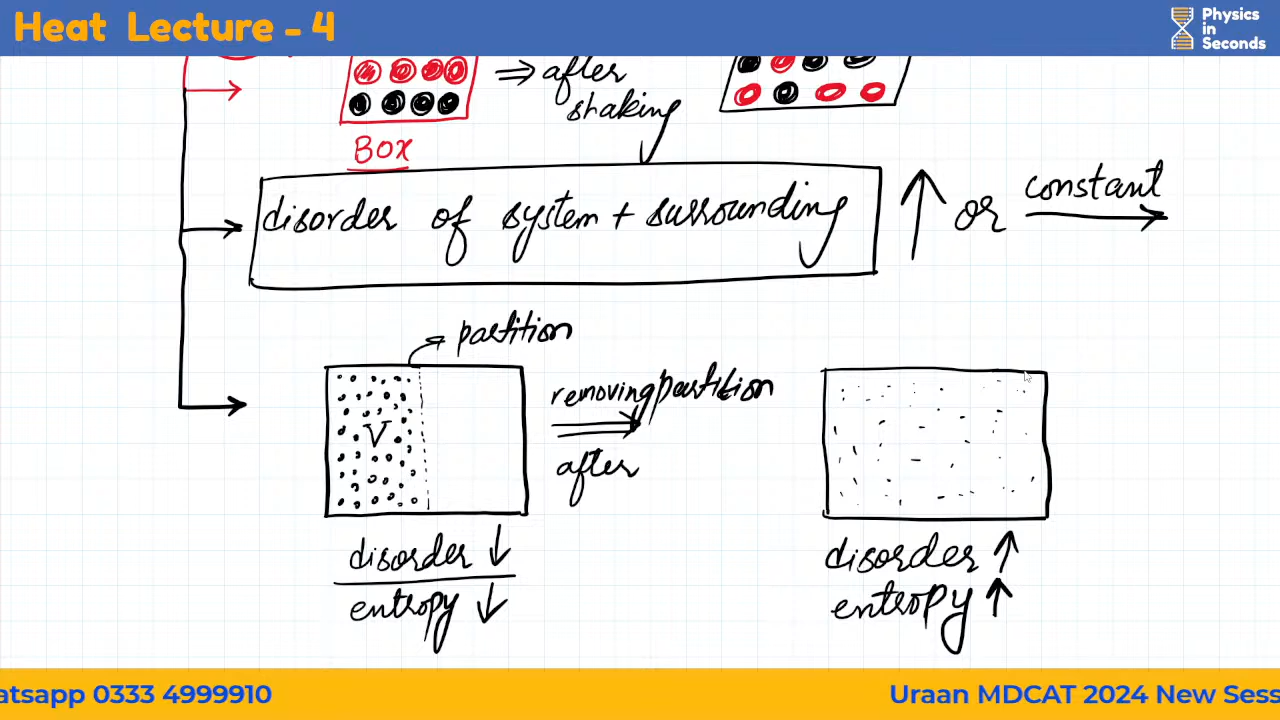 Heat Lecture - 4
Physics
in
Seconds
⇒ after
shaking
BOX
disorder of system + surrounding ↑ or constant
partition
removing partition
V
after
disorder ↓
entropy ↓
disorder ↑
entropy ↑
atsapp 0333 4999910
Uraan MDCAT 2024 New Sess